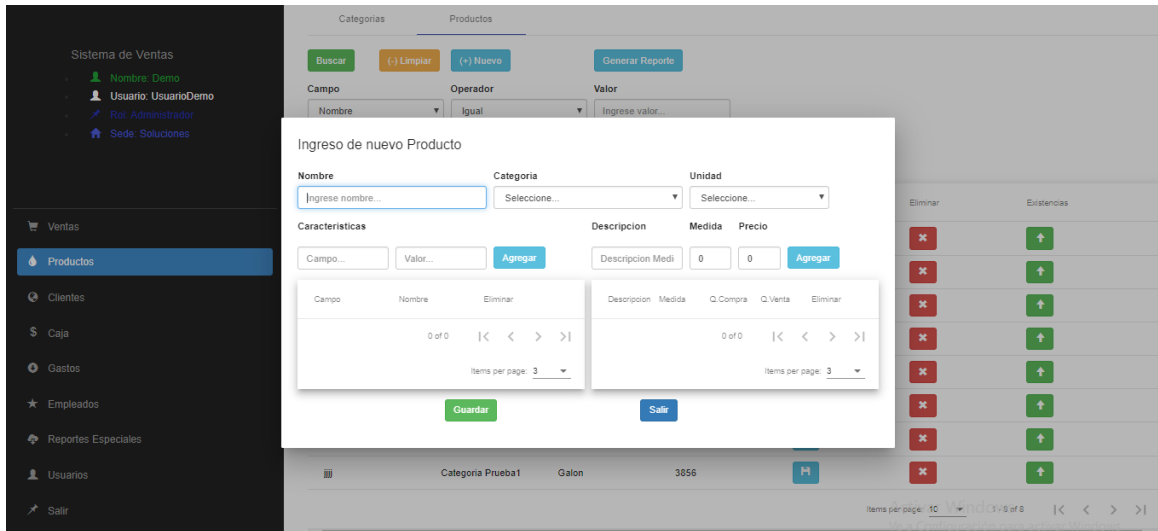 Categorias Productos
Sistema de Ventas
Nombre: Demo
Usuario: UsuarioDemo
Rol: Administrador
Sede: Soluciones
Buscar (-) Limpiar (+) Nuevo Generar Reporte
Campo Operador Valor
Nombre Igual Ingrese valor...
Ingreso de nuevo Producto
Nombre Categoria Unidad
Ingrese nombre... Seleccione... Seleccione...
Caracteristicas Descripcion Medida Precio
Campo... Valor... Agregar Descripcion Medi 0 0 Agregar
Campo Nombre Eliminar Descripcion Medida Q.Compra Q.Venta Eliminar
0 of 0 0 of 0
Items per page: 3 Items per page: 3
Guardar Salir
Eliminar Existencias
Ventas
Productos
Clientes
Caja
Gastos
Empleados
Reportes Especiales
Usuarios
Salir
Categoria Prueba1 Galon 3856
Items per page: 10 1 - 8 of 8